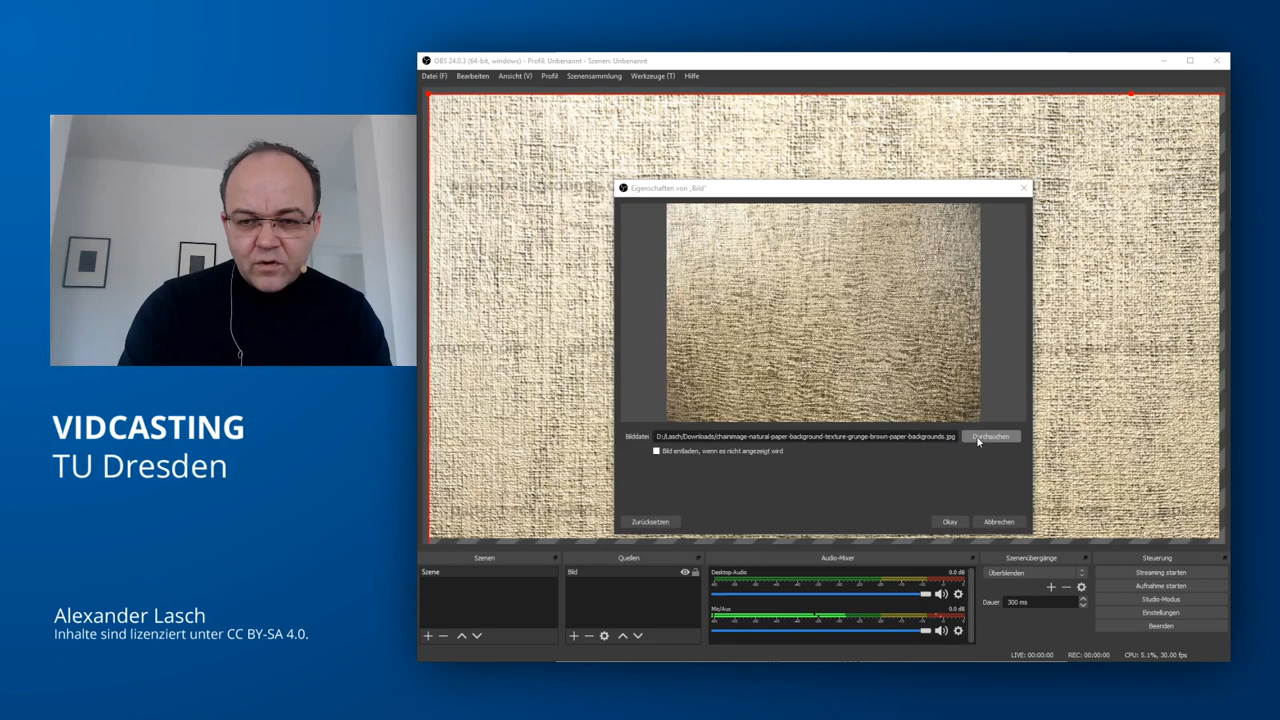 OBS 24.0.3 (64-bit, windows) - Profil: Unbenannt - Szenen: Unbenannt
Datei (F) Bearbeiten Ansicht (V) Profil Szenensammlung Werkzeuge (T) Hilfe
Eigenschaften von „Bild"
Bilddatei D:/Lasch/Downloads/chainimage-natural-paper-background-texture-grunge-brown-paper-backgrounds.jpg Durchsuchen
Bild entladen, wenn es nicht angezeigt wird
Zurücksetzen Okay Abbrechen
VIDCASTING
TU Dresden
Alexander Lasch
Inhalte sind lizenziert unter CC BY-SA 4.0.
Szenen
Szene
Quellen
Bild
Audio-Mixer
Desktop-Audio 0.0 dB
Mic/Aux 0.0 dB
Szenenübergänge
Überblenden
Dauer 300 ms
Steuerung
Streaming starten
Aufnahme starten
Studio-Modus
Einstellungen
Beenden
LIVE: 00:00:00 REC: 00:00:00 CPU: 5.1%, 30.00 fps